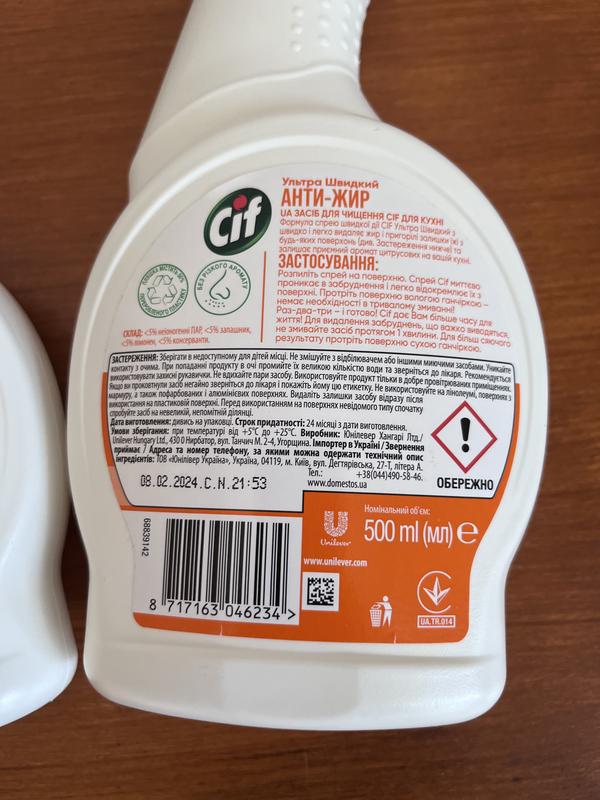 Cif
Ультра Швидкий
АНТИ-ЖИР
UA ЗАСІБ ДЛЯ ЧИЩЕННЯ CIF ДЛЯ КУХНІ
Формула спрею швидкої дії CIF Ультра Швидкий з
швидко і легко видаляє жир і пригорілі залишки їжі з
будь-яких поверхонь (див. Застереження нижче) та
залишає приємний аромат цитрусових на вашій кухні.
ЗАСТОСУВАННЯ:
Розпиліть спрей на поверхню. Спрей Cif миттєво
проникає в забруднення і легко відокремлює їх з
поверхні. Протріть поверхню вологою ганчіркою –
немає необхідності в тривалому змиванні!
Раз-два-три – і готово! Cif дає Вам більше часу для
життя! Для видалення забруднень, що важко виводяться,
не змивайте засіб протягом 1 хвилини. Для більш сяючого
результату протріть поверхню сухою ганчіркою.
ПЛЯШКА МІСТИТЬ
ПЕРЕРОБЛЕНОГО ПЛАСТИКУ
БЕЗ РІЗКОГО АРОМАТУ
СКЛАД: <5% неіоногенні ПАР, <5% запашник,
<5% лимонен, <5% консерванти.
ЗАСТЕРЕЖЕННЯ: Зберігати в недоступному для дітей місці. Не змішуйте з відбілювачем або іншими миючими засобами. Уникайте
контакту з очима. При попаданні продукту в очі промийте їх великою кількістю води та зверніться до лікаря. Рекомендується
використовувати захисні рукавички. Не вдихайте пари засобу. Використовуйте продукт тільки в добре провітрюваних приміщеннях.
Якщо ви проковтнули засіб негайно зверніться до лікаря і покажіть йому цю етикетку. Не використовуйте на лінолеумі, поверхнях з
мармуру, а також пофарбованих і алюмінієвих поверхнях. Видаліть залишки засобу відразу після
використання на пластиковій поверхні. Перед використанням на поверхнях невідомого типу спочатку
спробуйте засіб на невеликій, непомітній ділянці.
Дата виготовлення: дивись на упаковці. Строк придатності: 24 місяці з дати виготовлення.
Умови зберігання: при температурі від +5°C до +25°C. Виробник: Юнілевер Хангарі Лтд./
Unilever Hungary Ltd., 430 0 Нирбатор, вул. Танчич М. 2-4, Угорщина. Імпортер в Україні/Звернення
приймає / Адреса та номер телефону, за якими можна одержати технічний опис
інгредієнтів: ТОВ «Юнілівер Україна», Україна, 04119, м. Київ, вул. Дегтярівська, 27-Т, літера А.
Тел.: +38(044)490-58-46.
www.domestos.ua
08.02.2024.C.N.21:53
ОБЕРЕЖНО
68839142
8 717163 046234 >
Unilever
www.unilever.com
Номінальний об'єм:
500 ml (мл) ℮
UA.TR.014